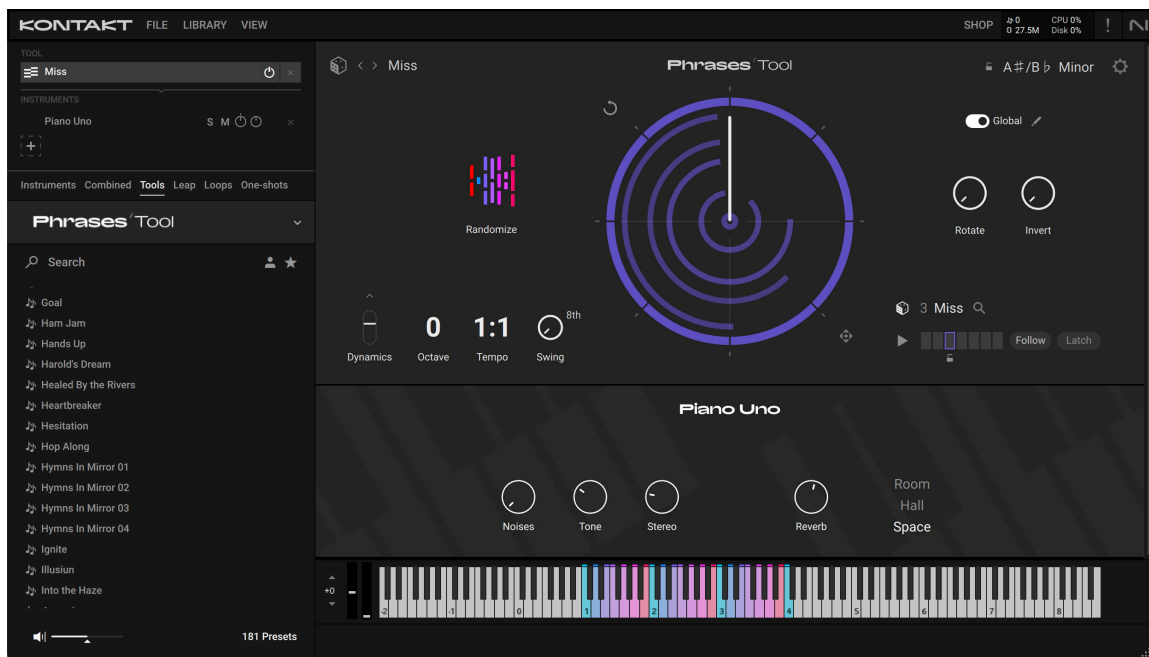 KONTAKT FILE LIBRARY VIEW
SHOP 0 27.5M CPU 0% Disk 0% !
TOOL
Miss
INSTRUMENTS
Piano Uno S M
Instruments Combined Tools Leap Loops One-shots
Phrases'Tool
Search
Goal
Ham Jam
Hands Up
Harold's Dream
Healed By the Rivers
Heartbreaker
Hesitation
Hop Along
Hymns In Mirror 01
Hymns In Mirror 02
Hymns In Mirror 03
Hymns In Mirror 04
Ignite
Illusiun
Into the Haze
181 Presets
Miss
Phrases'Tool
A♯/B♭ Minor
Global
Randomize
Rotate Invert
3 Miss
Follow Latch
0 1:1 8th
Dynamics Octave Tempo Swing
Piano Uno
Noises Tone Stereo Reverb
Room
Hall
Space
+0
-2 -1 0 1 2 3 4 5 6 7 8